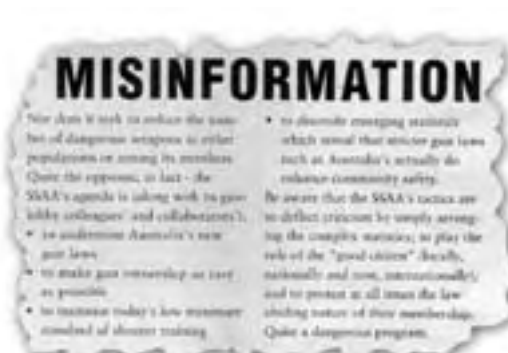 MISINFORMATION
Nor does it seek to reduce the num-
ber of dangerous weapons in either
populations or among its members.
Quite the opposite, in fact - the
SSAA's agenda is (along with its gun
lobby colleagues and collaborators):
• to undermine Australia's new
gun laws
• to make gun ownership as easy
as possible
• to maintain today's low minimum
standard of shooter training
• to discredit emerging statistics
which reveal that stricter gun laws
such as Australia's actually do
enhance community safety.
Be aware that the SSAA's tactics are
to deflect criticism by simply
ing the complex statistics; to play the
role of the "good citizen" (locally,
nationally and now, internationally);
and to protest at all times the law
abiding nature of their membership.
Quite a dangerous program.